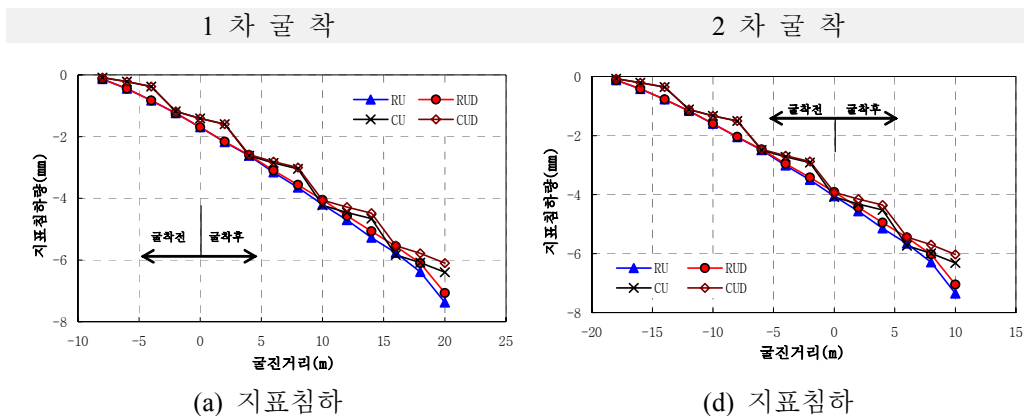 1 차 굴 착
2 차 굴 착
0
-2
-4
-6
-8
지표침하량(mm)
RU
RUD
CU
CUD
굴착전
굴착후
-10
-5
0
5
10
15
20
25
굴진거리(m)
(a) 지표침하
0
-2
-4
-6
-8
지표침하량(mm)
굴착전
굴착후
RU
RUD
CU
CUD
-20
-15
-10
-5
0
5
10
15
굴진거리(m)
(d) 지표침하